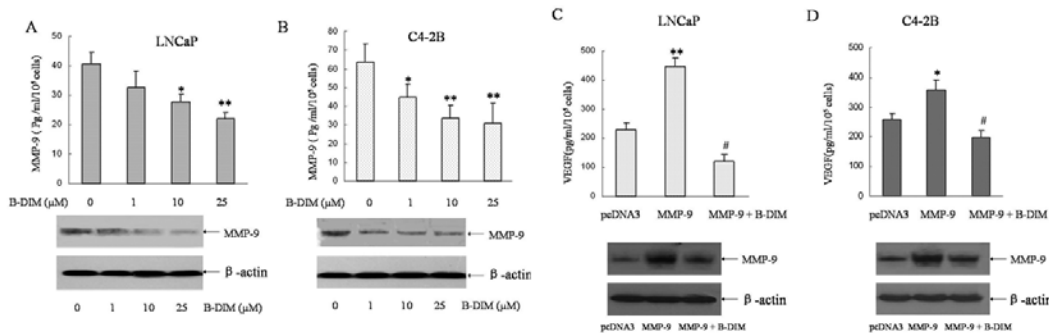 A
LNCaP
MMP-9 ( Pg /ml/10⁶ cells)
50
40
30
20
10
0
*
**
B-DIM (μM)
0 1 10 25
MMP-9
β -actin
0 1 10 25 B-DIM (μM)
B
C4-2B
MMP-9 ( Pg /ml/10⁶ cells)
80
70
60
50
40
30
20
10
0
*
**
**
B-DIM (μM)
0 1 10 25
MMP-9
β -actin
0 1 10 25 B-DIM (μM)
C
LNCaP
VEGF(pg/ml/10⁶ cells)
500
400
300
200
100
0
**
#
pcDNA3 MMP-9 MMP-9 + B-DIM
MMP-9
β -actin
pcDNA3 MMP-9 MMP-9 + B-DIM
D
C4-2B
VEGF(pg/ml/10⁶ cells)
500
400
300
200
100
0
*
#
pcDNA3 MMP-9 MMP-9 + B-DIM
MMP-9
β -actin
pcDNA3 MMP-9 MMP-9 + B-DIM